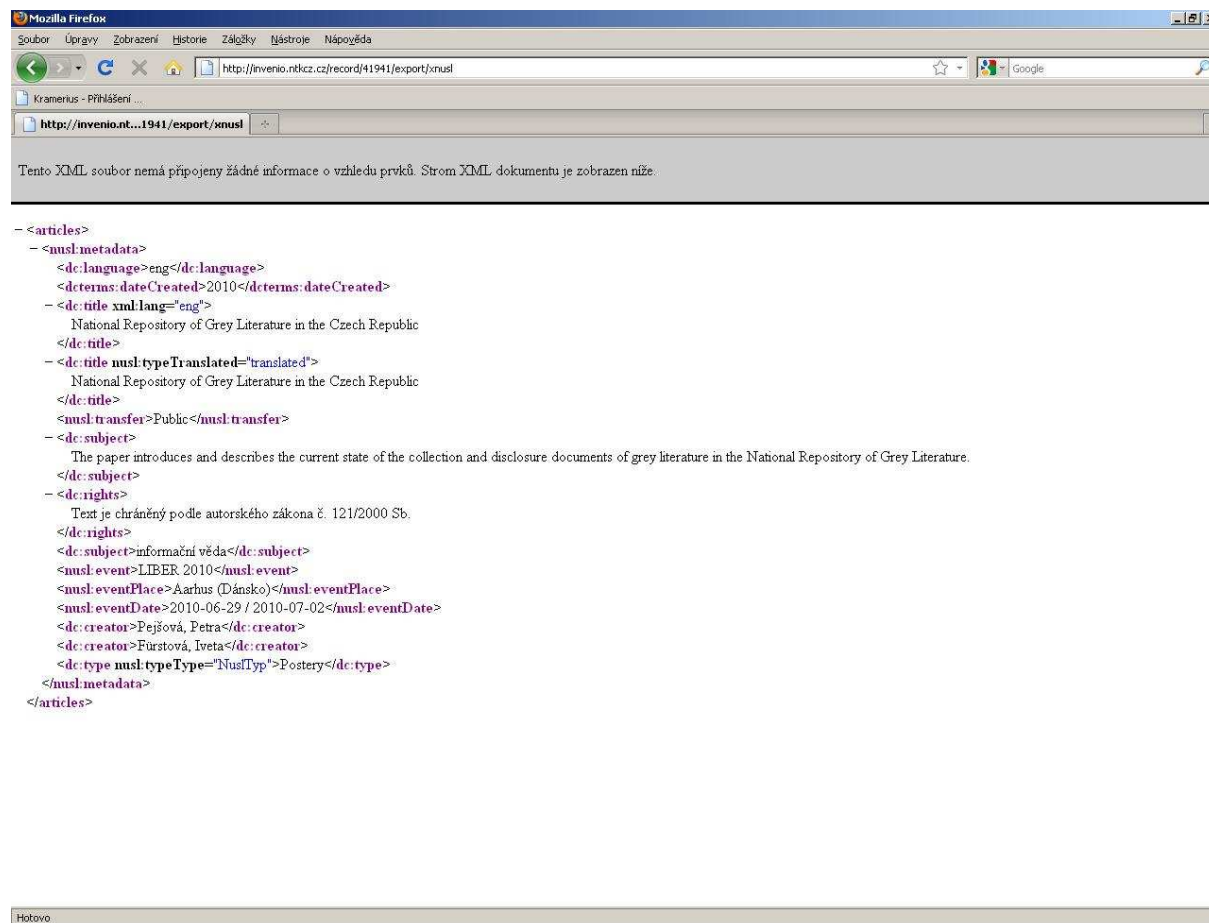 Mozilla Firefox
Soubor Úpravy Zobrazení Historie Záložky Nástroje Nápověda
http://invenio.ntkcz.cz/record/41941/export/xnusl
Google
Kramerius - Přihlášení ...
http://invenio.nt...1941/export/xnusl
Tento XML soubor nemá připojeny žádné informace o vzhledu prvků. Strom XML dokumentu je zobrazen níže.
− <articles>
− <nusl:metadata>
<dc:language>eng</dc:language>
<dcterms:dateCreated>2010</dcterms:dateCreated>
− <dc:title xml:lang="eng">
National Repository of Grey Literature in the Czech Republic
</dc:title>
− <dc:title nusl:typeTranslated="translated">
National Repository of Grey Literature in the Czech Republic
</dc:title>
<nusl:transfer>Public</nusl:transfer>
− <dc:subject>
The paper introduces and describes the current state of the collection and disclosure documents of grey literature in the National Repository of Grey Literature.
</dc:subject>
− <dc:rights>
Text je chráněný podle autorského zákona č. 121/2000 Sb.
</dc:rights>
<dc:subject>informační věda</dc:subject>
<nusl:event>LIBER 2010</nusl:event>
<nusl:eventPlace>Aarhus (Dánsko)</nusl:eventPlace>
<nusl:eventDate>2010-06-29 / 2010-07-02</nusl:eventDate>
<dc:creator>Pejšová, Petra</dc:creator>
<dc:creator>Fürstová, Iveta</dc:creator>
<dc:type nusl:typeType="NuslTyp">Postery</dc:type>
</nusl:metadata>
</articles>
Hotovo